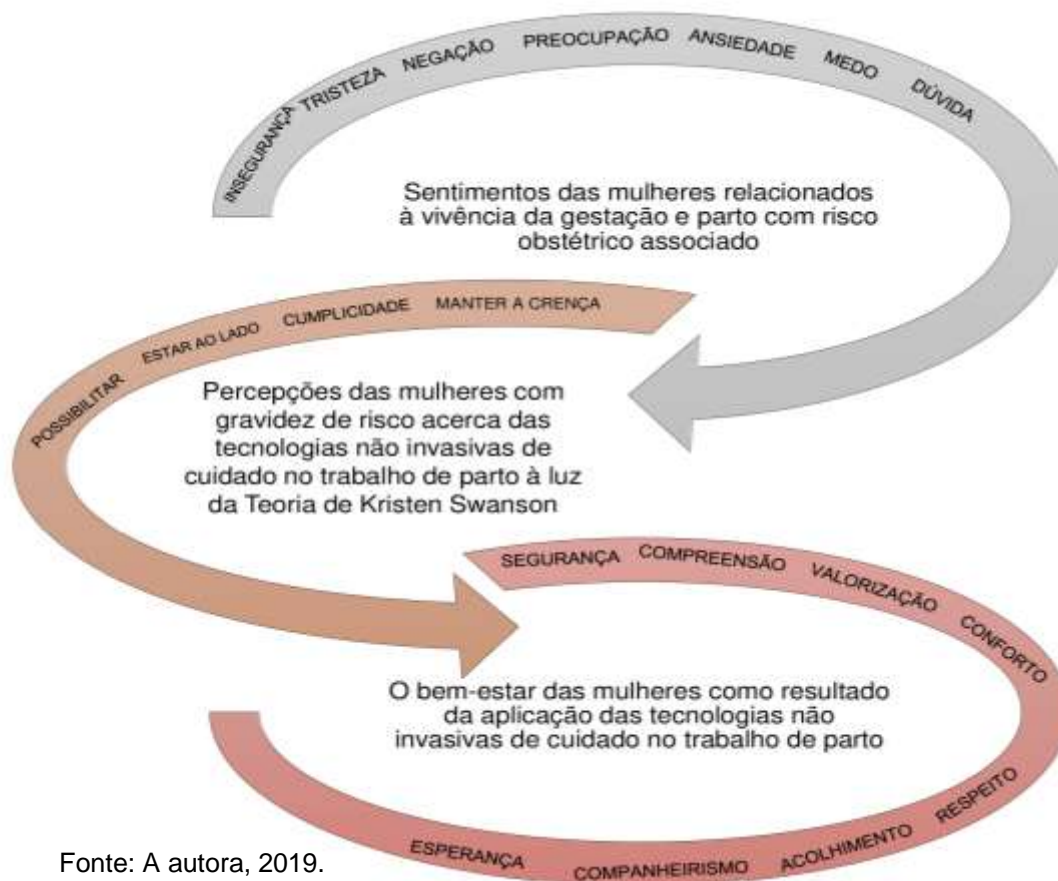 INSEGURANÇA TRISTEZA NEGAÇÃO PREOCUPAÇÃO ANSIEDADE MEDO DÚVIDA
Sentimentos das mulheres relacionados
à vivência da gestação e parto com risco
obstétrico associado
POSSIBILITAR ESTAR AO LADO CUMPLICIDADE MANTER A CRENÇA
Percepções das mulheres com
gravidez de risco acerca das
tecnologias não invasivas de
cuidado no trabalho de parto à luz
da Teoria de Kristen Swanson
SEGURANÇA COMPREENSÃO VALORIZAÇÃO CONFORTO
O bem-estar das mulheres como resultado
da aplicação das tecnologias não
invasivas de cuidado no trabalho de parto
ESPERANÇA COMPANHEIRISMO ACOLHIMENTO RESPEITO
Fonte: A autora, 2019.